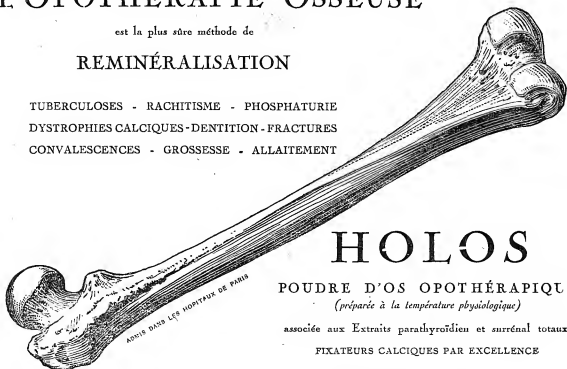 L'OPOTHÉRAPIE OSSEUSE
est la plus sûre méthode de
REMINÉRALISATION
TUBERCULOSES - RACHITISME - PHOSPHATURIE
DYSTROPHIES CALCIQUES - DENTITION - FRACTURES
CONVALESCENCES - GROSSESSE - ALLAITEMENT
ADMIS DANS LES HOPITAUX DE PARIS
HOLOS
POUDRE D'OS OPOTHÉRAPIQU
(préparée à la température physiologique)
associée aux Extraits parathyroïdien et surrénal totaux
FIXATEURS CALCIQUES PAR EXCELLENCE